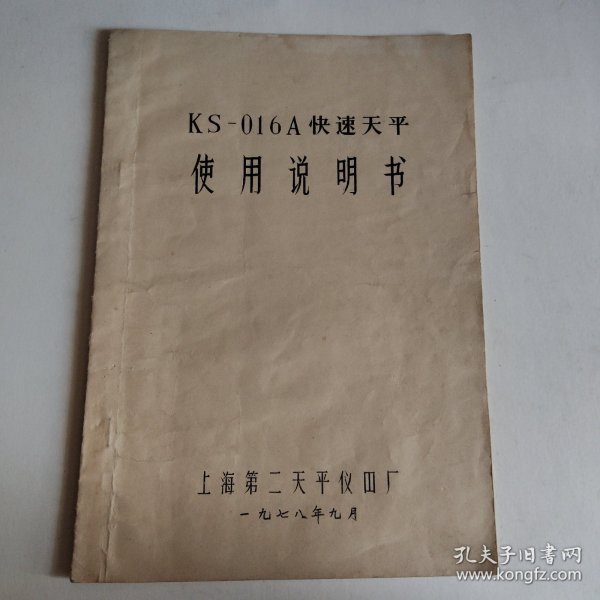 KS-016A快速天平
使用说明书
上海第二天平仪四厂
一九七八年九月
孔夫子旧书网
www.kongfz.com